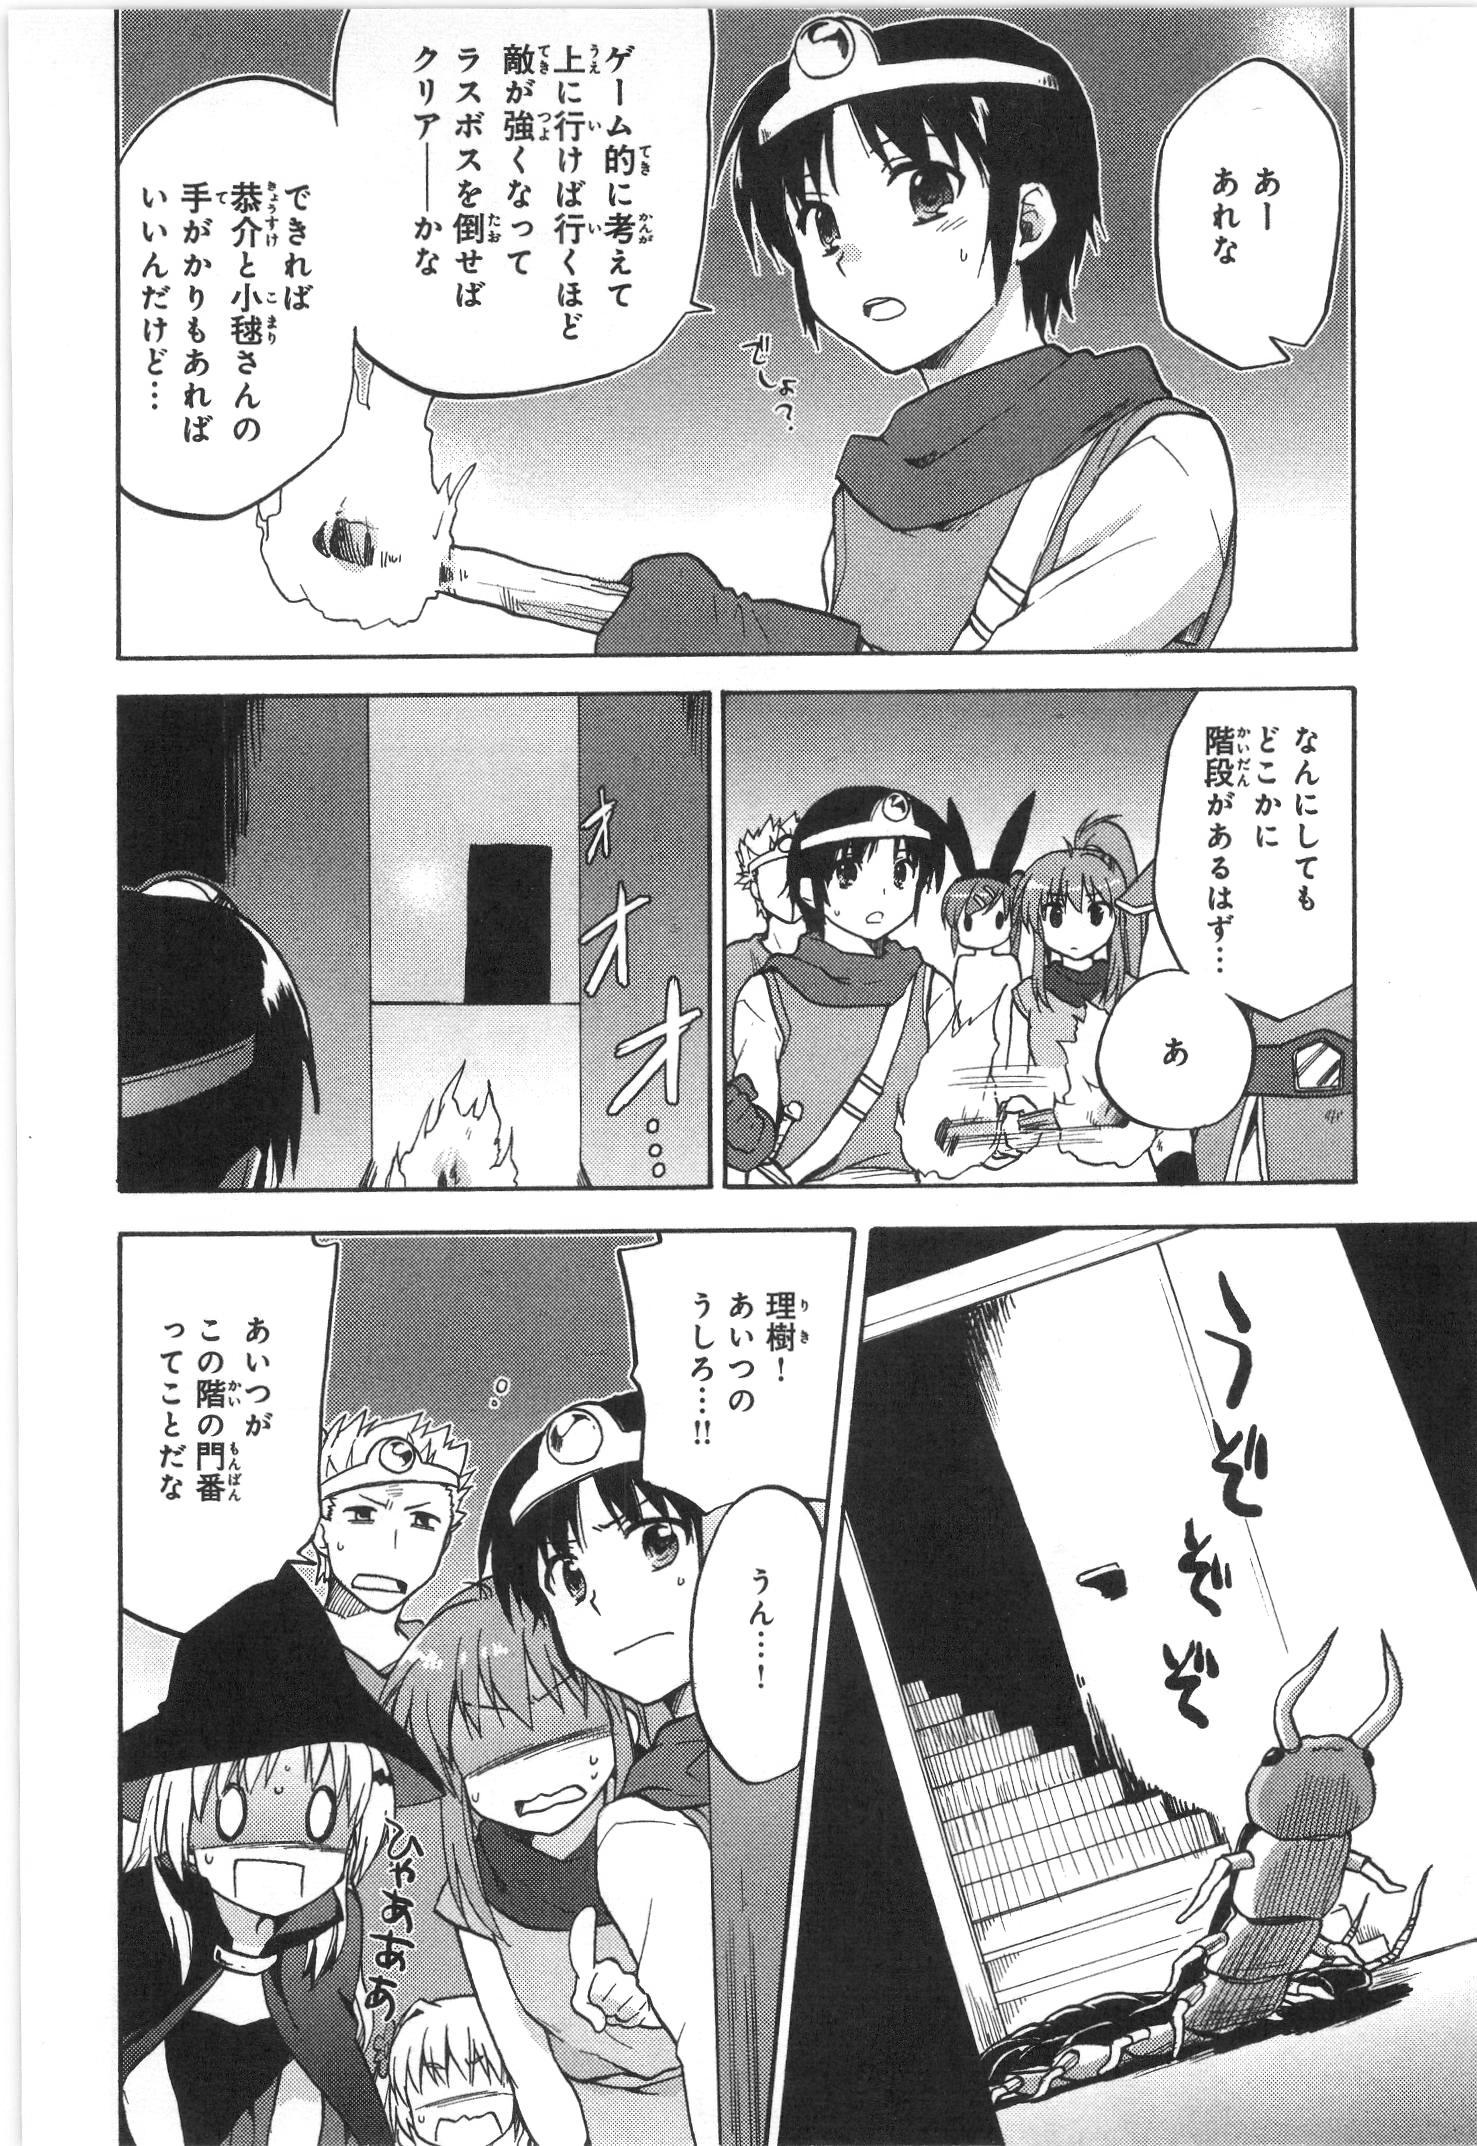 あー
あれな
ゲーム的に考えて
上に行けば行くほど
敵が強くなって
ラスボスを倒せば
クリア——かな
でしょ?
できれば
恭介と小毬さんの
手がかりもあれば
いいんだけど…
なんにしても
どこかに
階段があるはず…
あ
オオオ…
うぞぞぞぞ
理樹!
あいつの
うしろ…!!
うん…!
あいつが
この階の門番
ってことだな
ひゃああああ